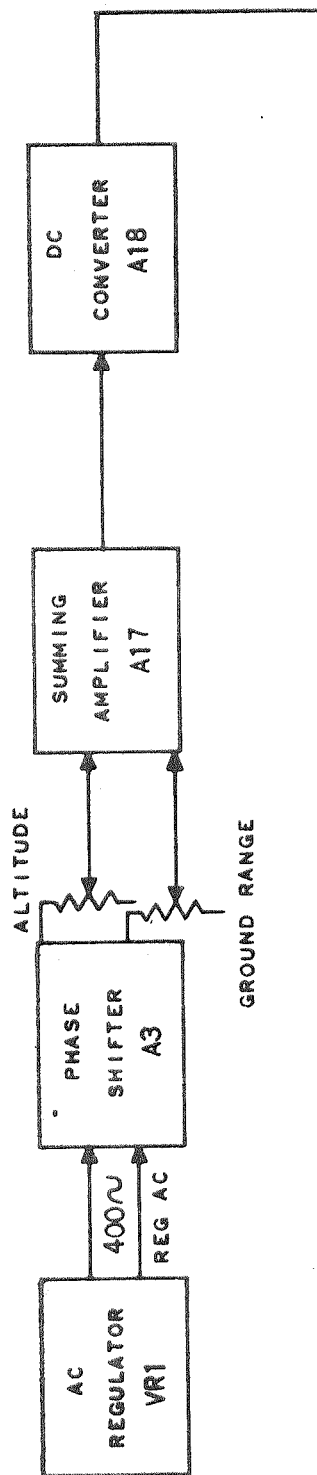 AC
REGULATOR
VR1
400~
REG AC
PHASE
SHIFTER
A3
ALTITUDE
GROUND RANGE
SUMMING
AMPLIFIER
A17
DC
CONVERTER
A18